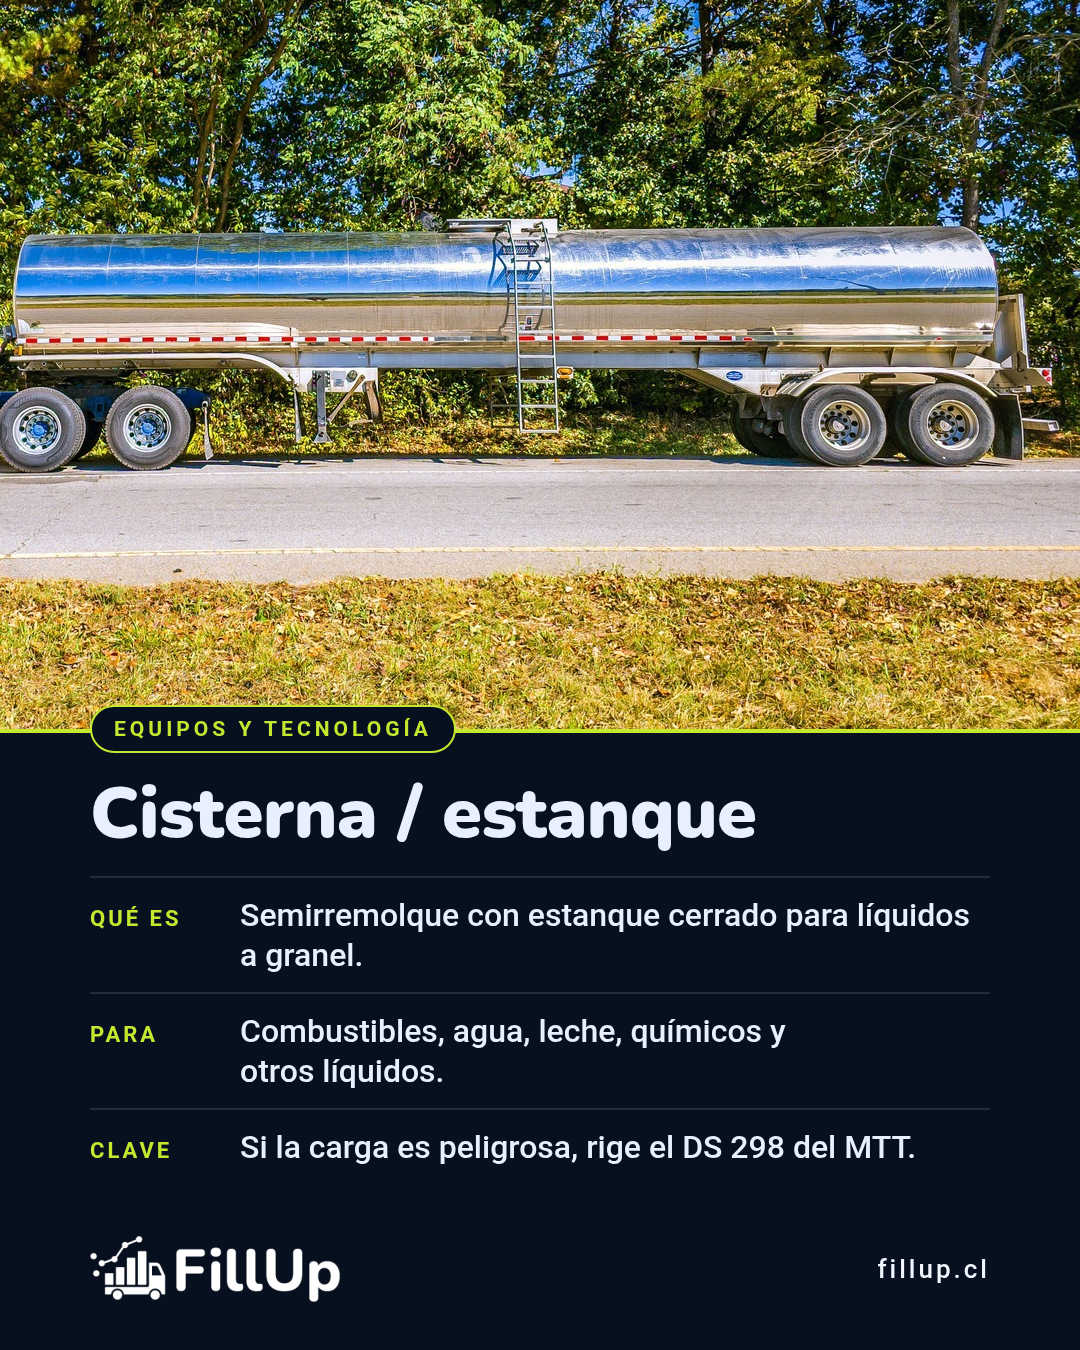 EQUIPOS Y TECNOLOGÍA
Cisterna / estanque
QUÉ ES
Semirremolque con estanque cerrado para líquidos
a granel.
PARA
Combustibles, agua, leche, químicos y
otros líquidos.
CLAVE
Si la carga es peligrosa, rige el DS 298 del MTT.
FillUp
fillup.cl